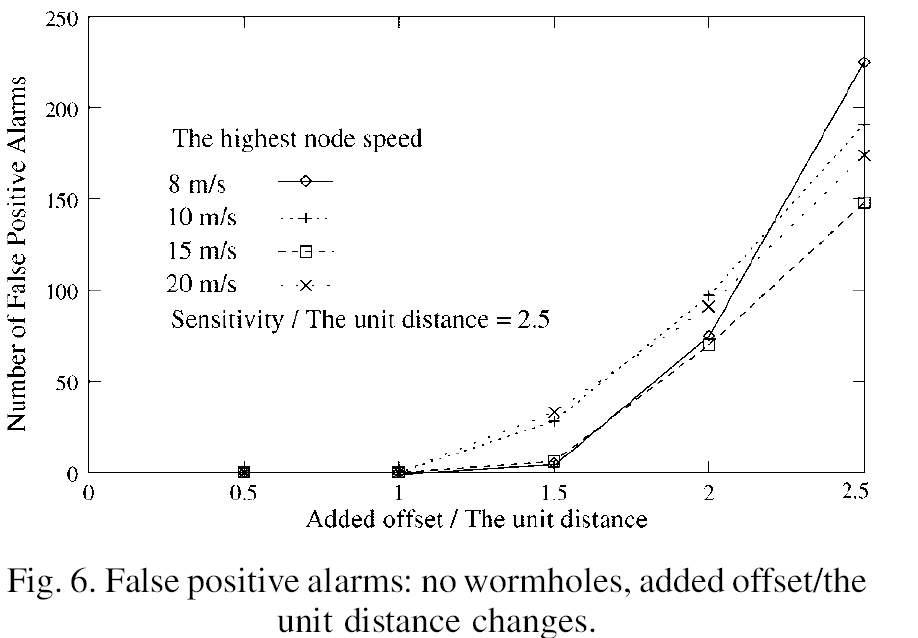 250
200
150
100
50
0
Number of False Positive Alarms
The highest node speed
8 m/s
10 m/s
15 m/s
20 m/s
Sensitivity / The unit distance = 2.5
0 0.5 1 1.5 2 2.5
Added offset / The unit distance
Fig. 6. False positive alarms: no wormholes, added offset/the
unit distance changes.